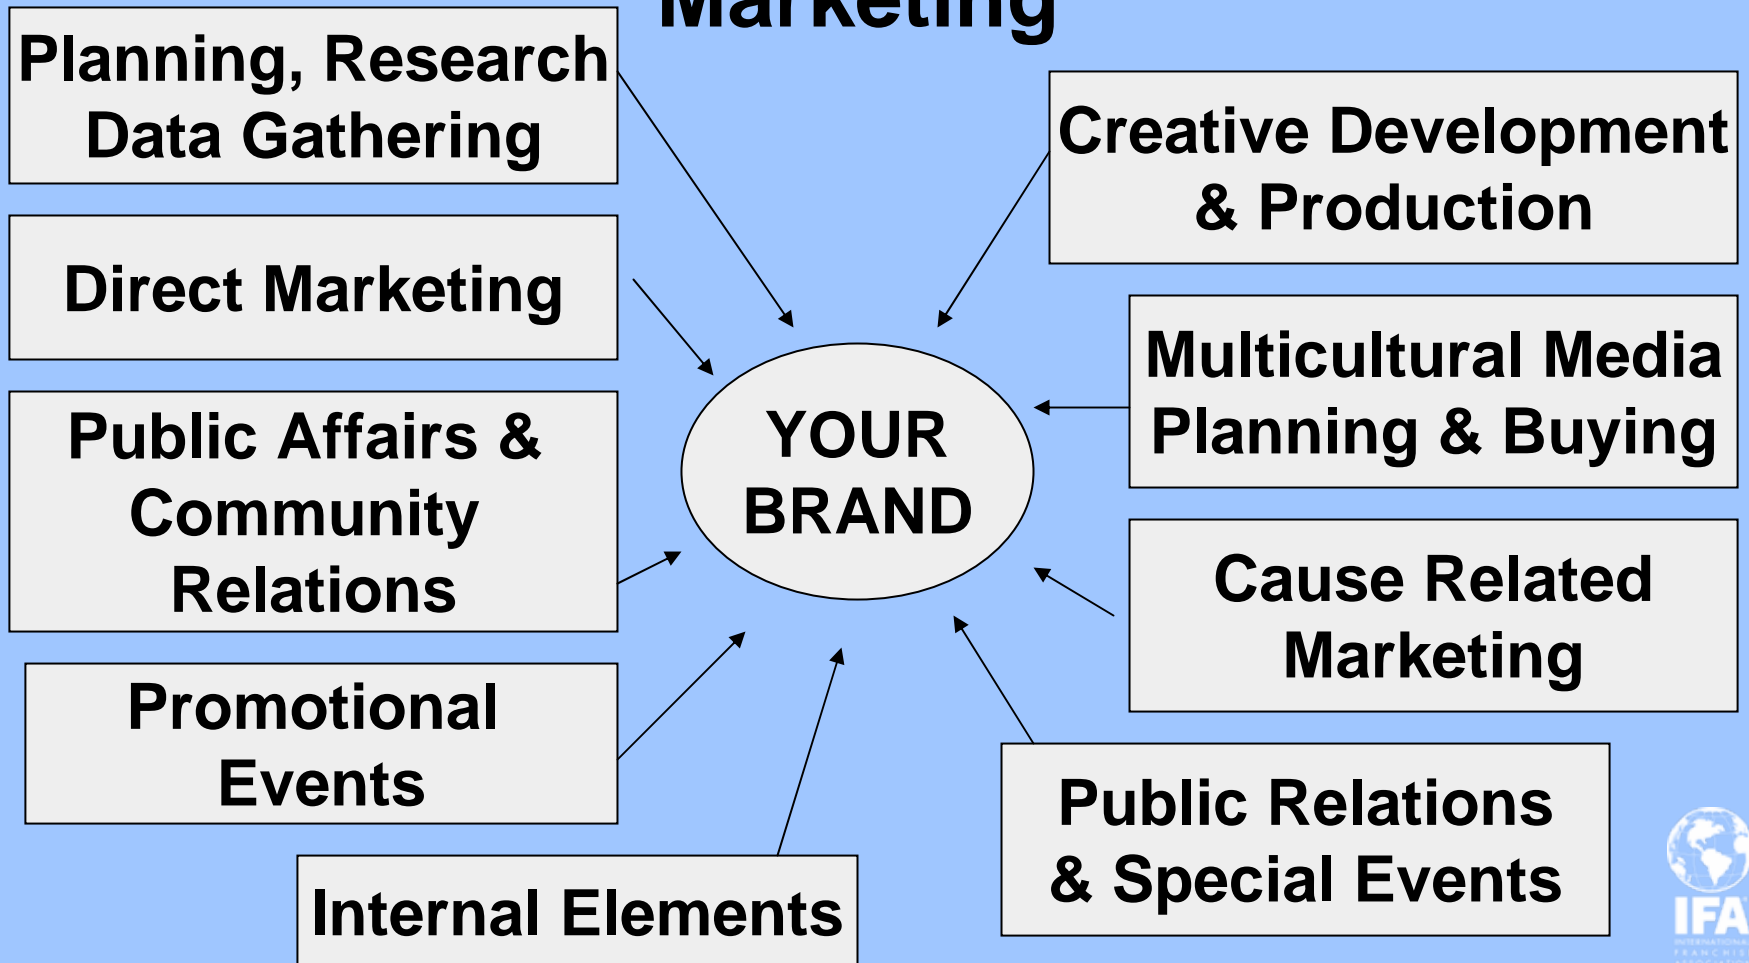 Marketing
Planning, Research
Data Gathering
Direct Marketing
Public Affairs &
Community
Relations
Promotional
Events
Internal Elements
YOUR
BRAND
Creative Development
& Production
Multicultural Media
Planning & Buying
Cause Related
Marketing
Public Relations
& Special Events
IFA